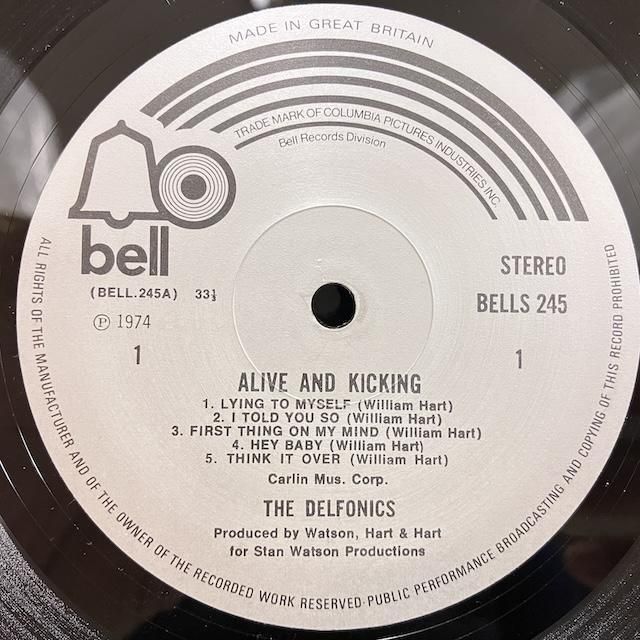 MADE IN GREAT BRITAIN
TRADE MARK OF COLUMBIA PICTURES INDUSTRIES INC.
Bell Records Division
bell
STEREO
(BELL.245A) 33⅓
BELLS 245
Ⓟ 1974
1
1
ALIVE AND KICKING
1. LYING TO MYSELF (William Hart)
2. I TOLD YOU SO (William Hart)
3. FIRST THING ON MY MIND (William Hart)
4. HEY BABY (William Hart)
5. THINK IT OVER (William Hart)
Carlin Mus. Corp.
THE DELFONICS
Produced by Watson, Hart & Hart
for Stan Watson Productions
ALL RIGHTS OF THE MANUFACTURER AND OF THE OWNER OF THE RECORDED WORK RESERVED·PUBLIC PERFORMANCE BROADCASTING AND COPYING OF THIS RECORD PROHIBITED